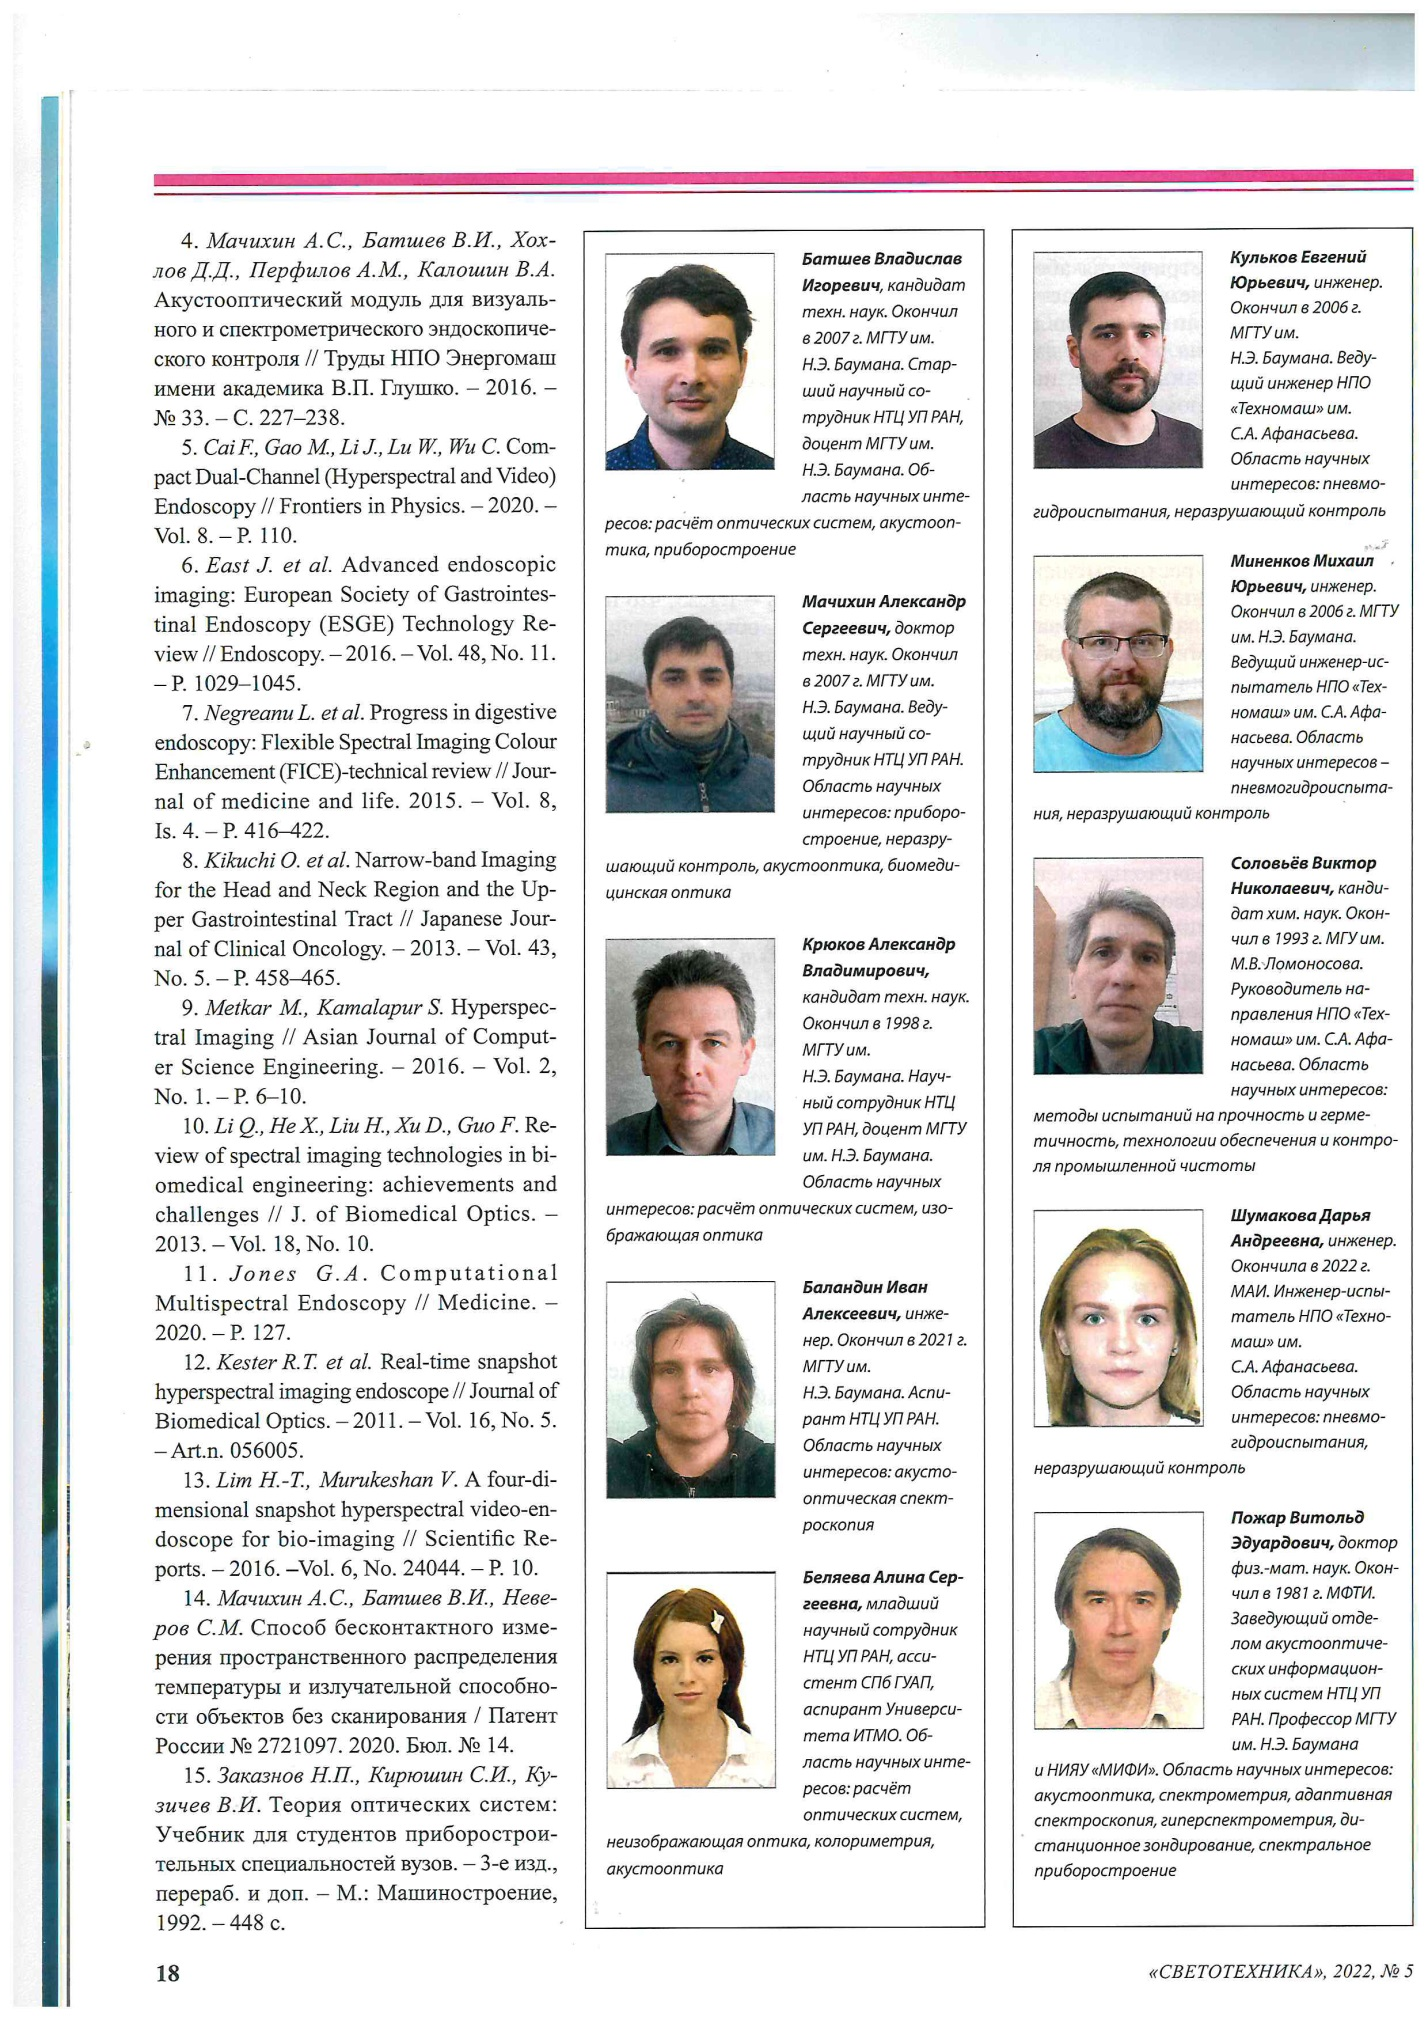 4. Мачихин А.С., Батшев В.И., Хох-
лов Д.Д., Перфилов А.М., Калошин В.А.
Акустооптический модуль для визуаль-
ного и спектрометрического эндоскопиче-
ского контроля // Труды НПО Энергомаш
имени академика В.П. Глушко. – 2016. –
№ 33. – С. 227–238.
5. Cai F., Gao M., Li J., Lu W., Wu C. Com-
pact Dual-Channel (Hyperspectral and Video)
Endoscopy // Frontiers in Physics. – 2020. –
Vol. 8. – P. 110.
6. East J. et al. Advanced endoscopic
imaging: European Society of Gastrointes-
tinal Endoscopy (ESGE) Technology Re-
view // Endoscopy. – 2016. – Vol. 48, No. 11.
– P. 1029–1045.
7. Negreanu L. et al. Progress in digestive
endoscopy: Flexible Spectral Imaging Colour
Enhancement (FICE)-technical review // Jour-
nal of medicine and life. 2015. – Vol. 8,
Is. 4. – P. 416–422.
8. Kikuchi O. et al. Narrow-band Imaging
for the Head and Neck Region and the Up-
per Gastrointestinal Tract // Japanese Jour-
nal of Clinical Oncology. – 2013. – Vol. 43,
No. 5. – P. 458–465.
9. Metkar M., Kamalapur S. Hyperspec-
tral Imaging // Asian Journal of Comput-
er Science Engineering. – 2016. – Vol. 2,
No. 1. – P. 6–10.
10. Li Q., He X., Liu H., Xu D., Guo F. Re-
view of spectral imaging technologies in bi-
omedical engineering: achievements and
challenges // J. of Biomedical Optics. –
2013. – Vol. 18, No. 10.
11. Jones G.A. Computational
Multispectral Endoscopy // Medicine. –
2020. – P. 127.
12. Kester R.T. et al. Real-time snapshot
hyperspectral imaging endoscope // Journal of
Biomedical Optics. – 2011. – Vol. 16, No. 5.
– Art.n. 056005.
13. Lim H.-T., Murukeshan V. A four-di-
mensional snapshot hyperspectral video-en-
doscope for bio-imaging // Scientific Re-
ports. – 2016. –Vol. 6, No. 24044. – P. 10.
14. Мачихин А.С., Батшев В.И., Неве-
ров С.М. Способ бесконтактного изме-
рения пространственного распределения
температуры и излучательной способно-
сти объектов без сканирования / Патент
России № 2721097. 2020. Бюл. № 14.
15. Заказнов Н.П., Кирюшин С.И., Ку-
зичев В.И. Теория оптических систем:
Учебник для студентов приборострои-
тельных специальностей вузов. – 3-е изд.,
перераб. и доп. – М.: Машиностроение,
1992. – 448 с.
Батшев Владислав
Игоревич, кандидат
техн. наук. Окончил
в 2007 г. МГТУ им.
Н.Э. Баумана. Стар-
ший научный со-
трудник НТЦ УП РАН,
доцент МГТУ им.
Н.Э. Баумана. Об-
ласть научных инте-
ресов: расчёт оптических систем, акустооп-
тика, приборостроение
Мачихин Александр
Сергеевич, доктор
техн. наук. Окончил
в 2007 г. МГТУ им.
Н.Э. Баумана. Веду-
щий научный со-
трудник НТЦ УП РАН.
Область научных
интересов: приборо-
строение, неразру-
шающий контроль, акустооптика, биомеди-
цинская оптика
Крюков Александр
Владимирович,
кандидат техн. наук.
Окончил в 1998 г.
МГТУ им.
Н.Э. Баумана. Науч-
ный сотрудник НТЦ
УП РАН, доцент МГТУ
им. Н.Э. Баумана.
Область научных
интересов: расчёт оптических систем, изо-
бражающая оптика
Баландин Иван
Алексеевич, инже-
нер. Окончил в 2021 г.
МГТУ им.
Н.Э. Баумана. Аспи-
рант НТЦ УП РАН.
Область научных
интересов: акусто-
оптическая спект-
роскопия
Беляева Алина Сер-
геевна, младший
научный сотрудник
НТЦ УП РАН, асси-
стент СПб ГУАП,
аспирант Универси-
тета ИТМО. Об-
ласть научных инте-
ресов: расчёт
оптических систем,
неизображающая оптика, колориметрия,
акустооптика
Кульков Евгений
Юрьевич, инженер.
Окончил в 2006 г.
МГТУ им.
Н.Э. Баумана. Веду-
щий инженер НПО
«Техномаш» им.
С.А. Афанасьева.
Область научных
интересов: пневмо-
гидроиспытания, неразрушающий контроль
Миненков Михаил
Юрьевич, инженер.
Окончил в 2006 г. МГТУ
им. Н.Э. Баумана.
Ведущий инженер-ис-
пытатель НПО «Тех-
номаш» им. С.А. Афа-
насьева. Область
научных интересов –
пневмогидроиспыта-
ния, неразрушающий контроль
Соловьёв Виктор
Николаевич, канди-
дат хим. наук. Окон-
чил в 1993 г. МГУ им.
М.В. Ломоносова.
Руководитель на-
правления НПО «Тех-
номаш» им. С.А. Афа-
насьева. Область
научных интересов:
методы испытаний на прочность и герме-
тичность, технологии обеспечения и контро-
ля промышленной чистоты
Шумакова Дарья
Андреевна, инженер.
Окончила в 2022 г.
МАИ. Инженер-испы-
татель НПО «Техно-
маш» им.
С.А. Афанасьева.
Область научных
интересов: пневмо-
гидроиспытания,
неразрушающий контроль
Пожар Витольд
Эдуардович, доктор
физ.-мат. наук. Окон-
чил в 1981 г. МФТИ.
Заведующий отде-
лом акустооптиче-
ских информацион-
ных систем НТЦ УП
РАН. Профессор МГТУ
им. Н.Э. Баумана
и НИЯУ «МИФИ». Область научных интересов:
акустооптика, спектрометрия, адаптивная
спектроскопия, гиперспектрометрия, ди-
станционное зондирование, спектральное
приборостроение
18
«СВЕТОТЕХНИКА», 2022, № 5